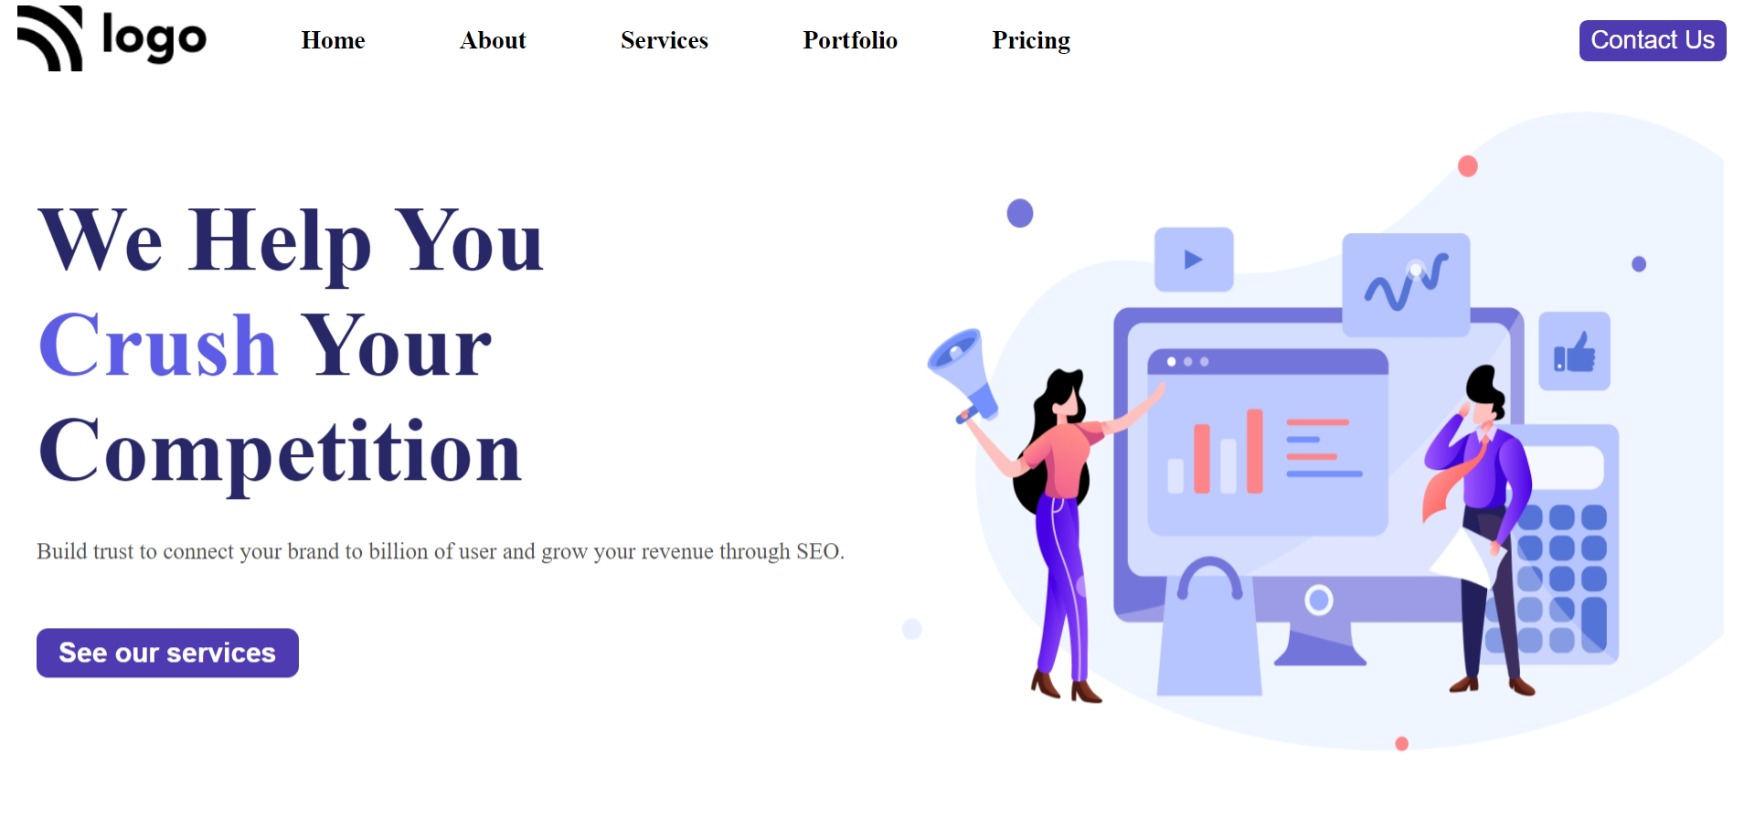 logo Home About Services Portfolio Pricing Contact Us
We Help You
Crush Your
Competition
Build trust to connect your brand to billion of user and grow your revenue through SEO.
See our services